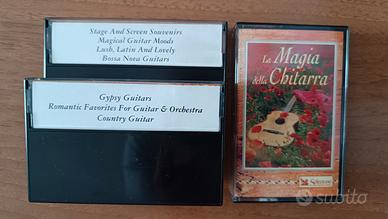 Stage And Screen Souvenirs
Magical Guitar Moods
Lush, Latin And Lovely
Bossa Nova Guitars
Gypsy Guitars
Romantic Favorites For Guitar & Orchestra
Country Guitar
La Magia
della Chitarra
Selezione
subito